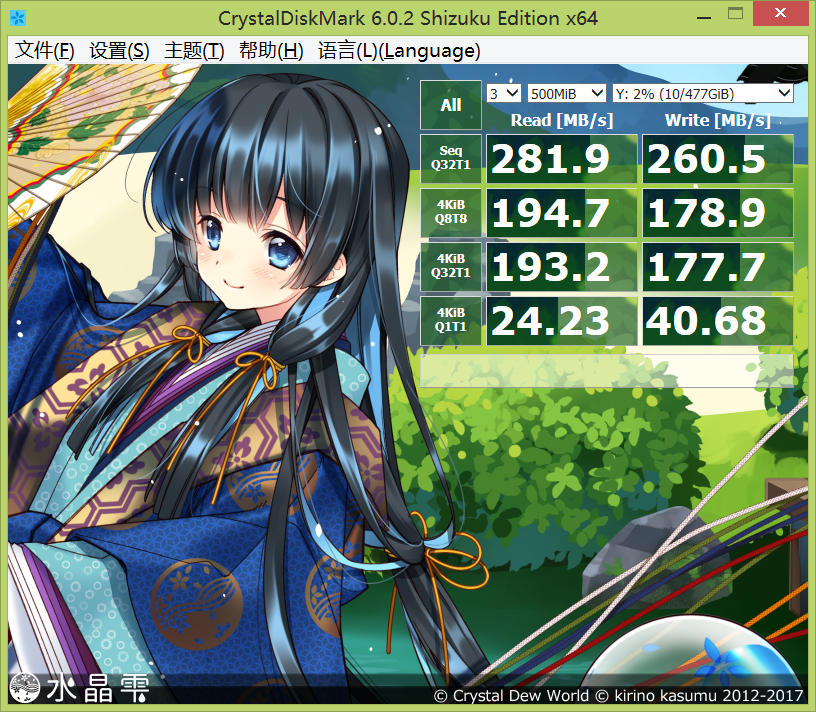 CrystalDiskMark 6.0.2 Shizuku Edition x64
文件(F) 设置(S) 主题(T) 帮助(H) 语言(L)(Language)
All 3 500MiB Y: 2% (10/477GiB)
Read [MB/s] Write [MB/s]
Seq Q32T1 281.9 260.5
4KiB Q8T8 194.7 178.9
4KiB Q32T1 193.2 177.7
4KiB Q1T1 24.23 40.68
水晶雫
© Crystal Dew World © kirino kasumu 2012-2017